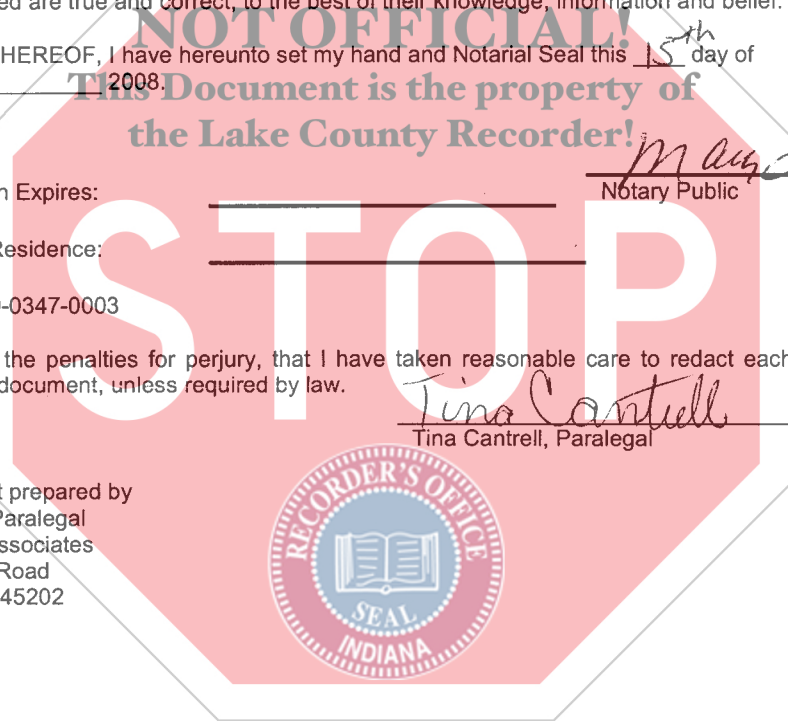 ed are true and correct, to the best of their knowledge, information and belief.
NOT OFFICIAL!
HEREOF, I have hereunto set my hand and Notarial Seal this 15th day of
2008.
This Document is the property of
the Lake County Recorder!
Notary Public
n Expires:
Residence:
-0347-0003
the penalties for perjury, that I have taken reasonable care to redact each
document, unless required by law.
STOP
Tina Cantrell
Tina Cantrell, Paralegal
t prepared by
Paralegal
ssociates
Road
45202
RECORDER'S OFFICE
SEAL
INDIANA